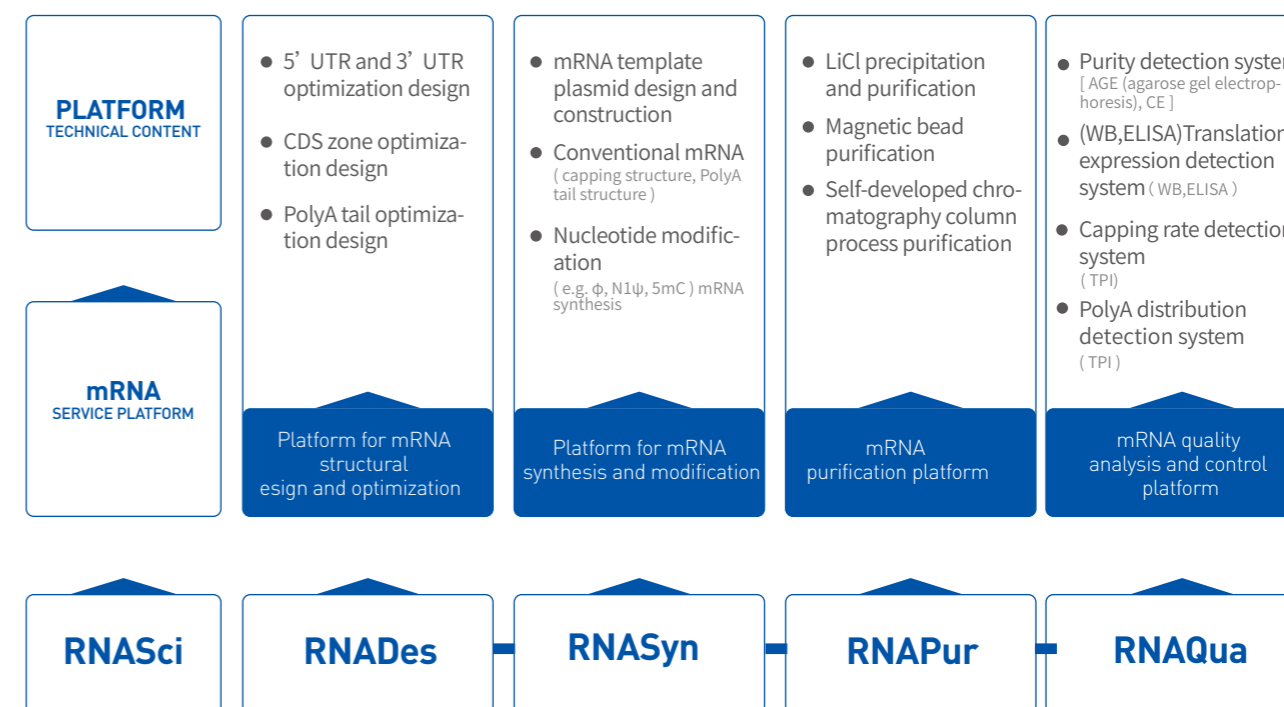 PLATFORM
TECHNICAL CONTENT
● 5’ UTR and 3’ UTR
optimization design
● CDS zone optimiza-
tion design
● PolyA tail optimiza-
tion design
● mRNA template
plasmid design and
construction
● Conventional mRNA
( capping structure, PolyA
tail structure )
● Nucleotide modific-
ation
( e.g. φ, N1ψ, 5mC ) mRNA
synthesis
● LiCl precipitation
and purification
● Magnetic bead
purification
● Self-developed chro-
matography column
process purification
● Purity detection
[ AGE (agarose gel electrop-
horesis), CE ]
● (WB,ELISA)Translation
expression detection
system ( WB,ELISA )
● Capping rate detection
system
( TPI)
● PolyA distribution
detection system
( TPI )
mRNA
SERVICE PLATFORM
Platform for mRNA
structural
esign and optimization
Platform for mRNA
synthesis and modification
mRNA
purification platform
mRNA quality
analysis and control
platform
RNASci
RNADes
RNASyn
RNAPur
RNAQua